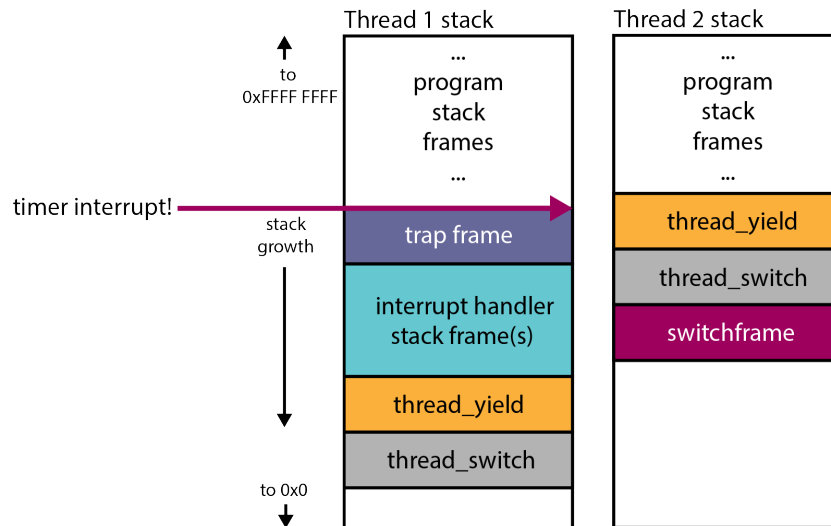 Thread 1 stack
Thread 2 stack
to
0xFFFF FFFF
...
program
stack
frames
...
...
program
stack
frames
...
timer interrupt!
stack
growth
trap frame
interrupt handler
stack frame(s)
thread_yield
thread_switch
thread_yield
thread_switch
switchframe
to 0x0